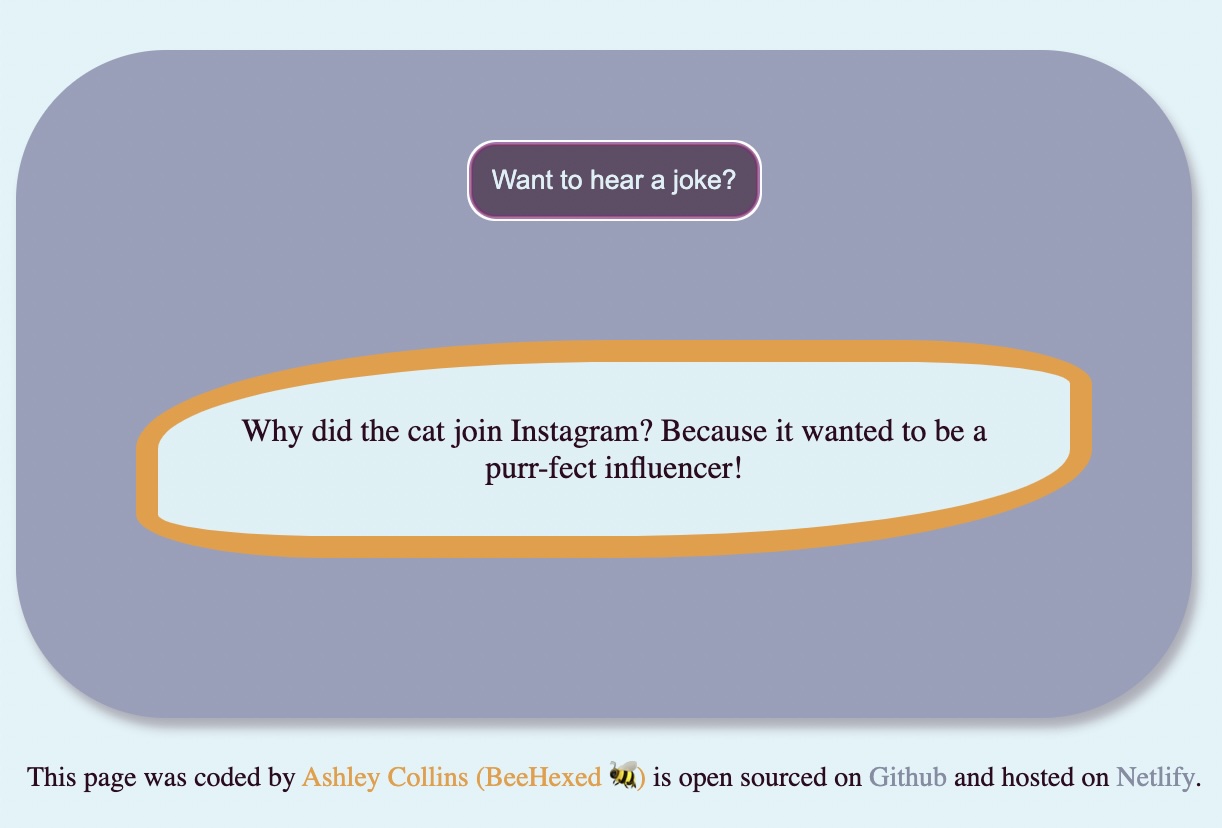 Want to hear a joke?
Why did the cat join Instagram? Because it wanted to be a
purr-fect influencer!
This page was coded by Ashley Collins (BeeHexed 🐝) is open sourced on Github and hosted on Netlify.